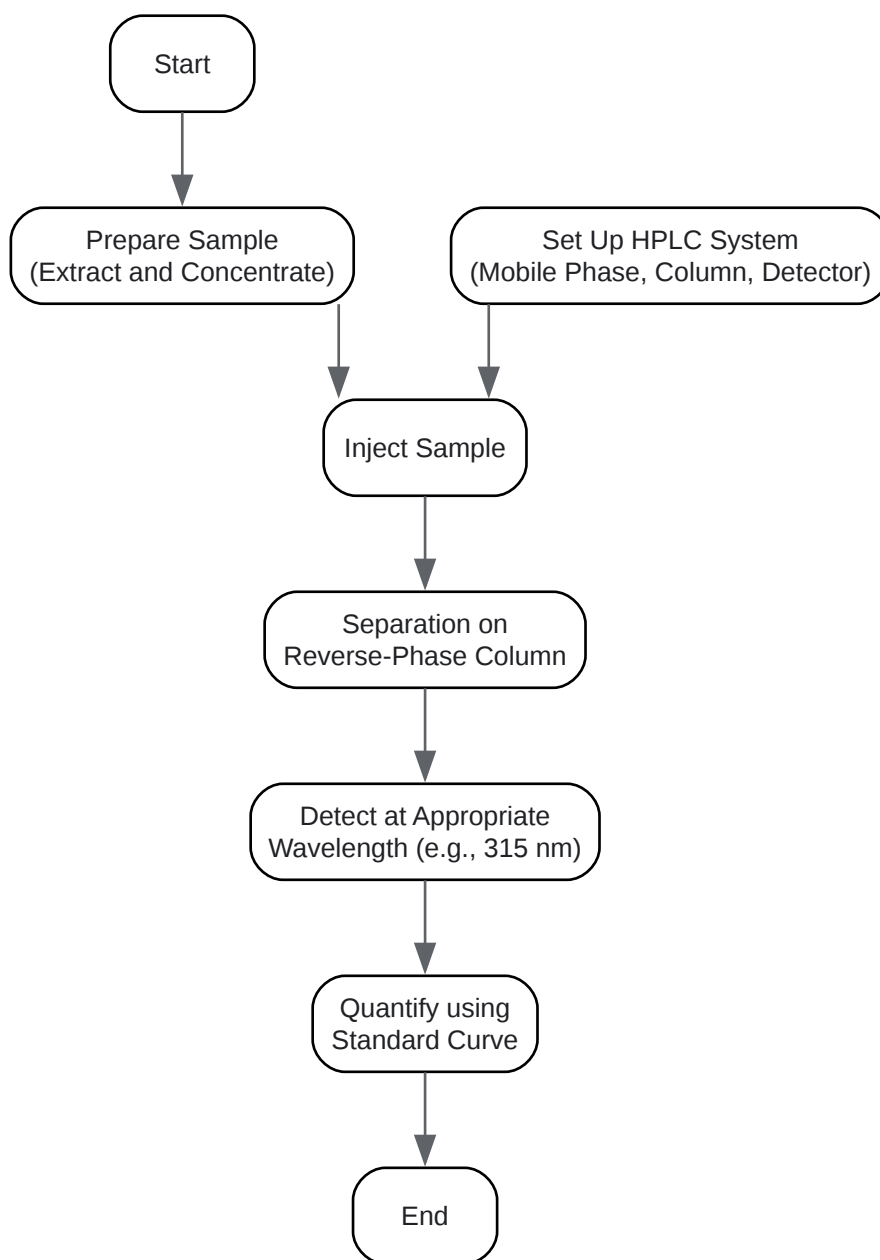 Start
Prepare Sample
(Extract and Concentrate)
Set Up HPLC System
(Mobile Phase, Column, Detector)
Inject Sample
Separation on
Reverse-Phase Column
Detect at Appropriate
Wavelength (e.g., 315 nm)
Quantify using
Standard Curve
End